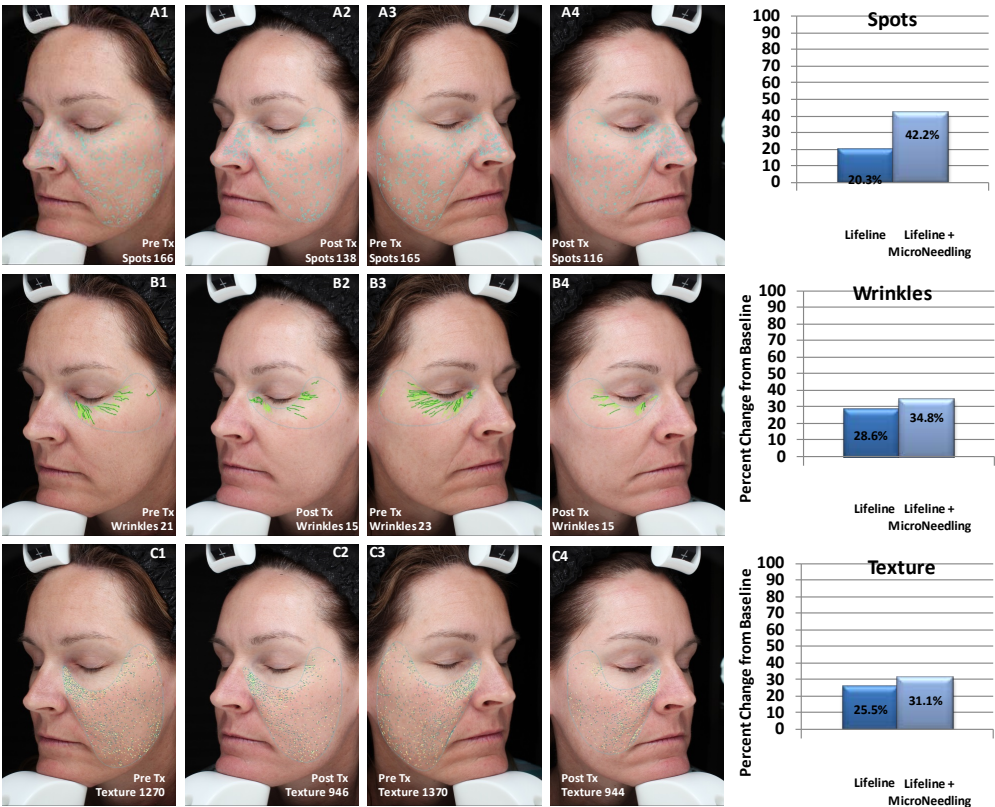 A1
Pre Tx
Spots 166
A2
Post Tx
Spots 138
A3
Pre Tx
Spots 165
A4
Post Tx
Spots 116
Spots
100
90
80
70
60
50
40
30
20
10
0
20.3%
42.2%
Lifeline
Lifeline +
MicroNeedling
B1
Pre Tx
Wrinkles 21
B2
Post Tx
Wrinkles 15
B3
Pre Tx
Wrinkles 23
B4
Post Tx
Wrinkles 15
Wrinkles
Percent Change from Baseline
100
90
80
70
60
50
40
30
20
10
0
28.6%
34.8%
Lifeline
Lifeline +
MicroNeedling
C1
Pre Tx
Texture 1270
C2
Post Tx
Texture 946
C3
Pre Tx
Texture 1370
C4
Post Tx
Texture 944
Texture
Percent Change from Baseline
100
90
80
70
60
50
40
30
20
10
0
25.5%
31.1%
Lifeline
Lifeline +
MicroNeedling